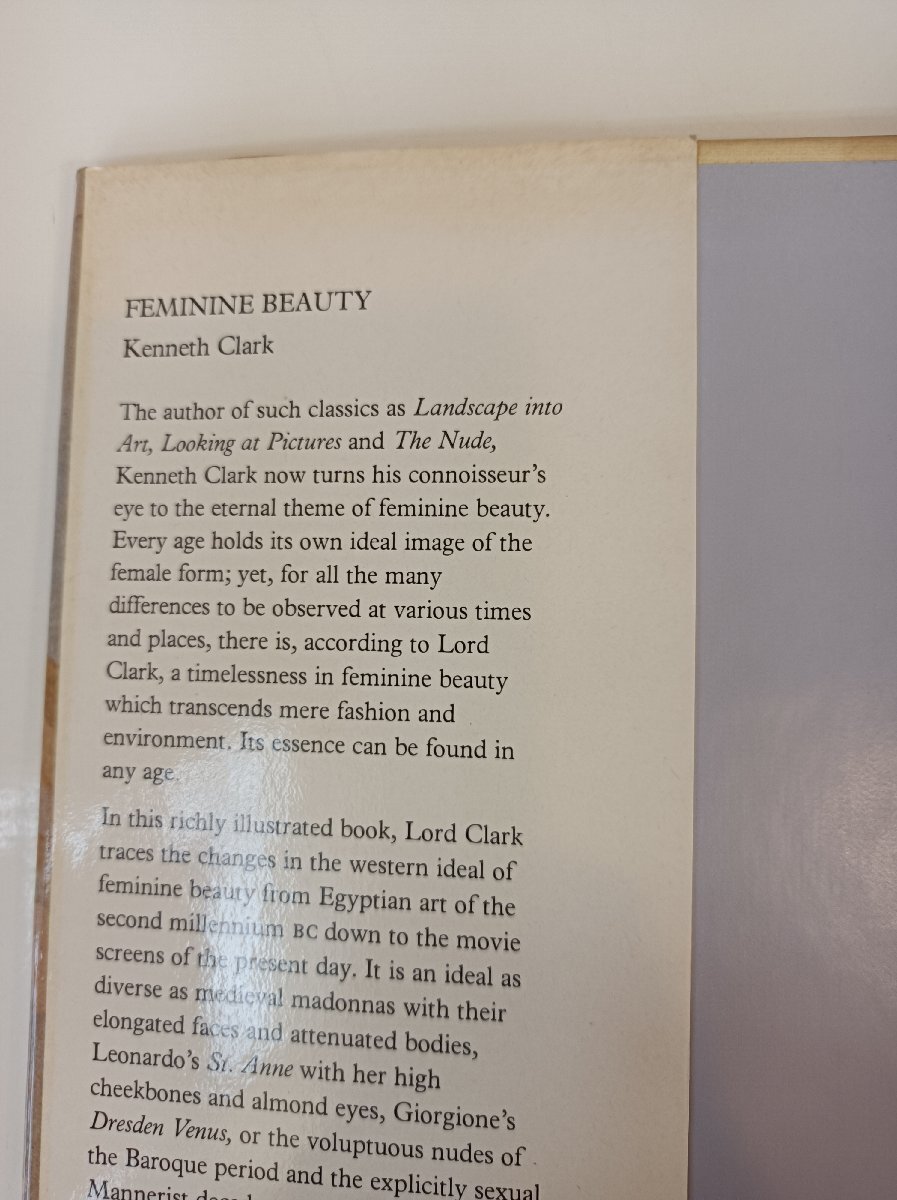 FEMININE BEAUTY
Kenneth Clark
The author of such classics as Landscape into
Art, Looking at Pictures and The Nude,
Kenneth Clark now turns his connoisseur's
eye to the eternal theme of feminine beauty.
Every age holds its own ideal image of the
female form; yet, for all the many
differences to be observed at various times
and places, there is, according to Lord
Clark, a timelessness in feminine beauty
which transcends mere fashion and
environment. Its essence can be found in
any age.
In this richly illustrated book, Lord Clark
traces the changes in the western ideal of
feminine beauty from Egyptian art of the
second millennium BC down to the movie
screens of the present day. It is an ideal as
diverse as medieval madonnas with their
elongated faces and attenuated bodies,
Leonardo's St. Anne with her high
cheekbones and almond eyes, Giorgione's
Dresden Venus, or the voluptuous nudes of
the Baroque period and the explicitly sexual
Mannerist